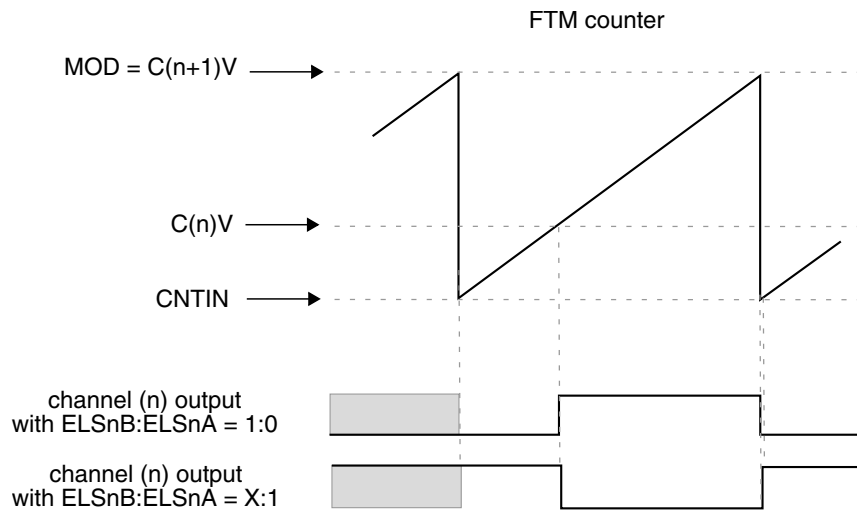 FTM counter
MOD = C(n+1)V
C(n)V
CNTIN
channel (n) output
with ELSnB:ELSnA = 1:0
channel (n) output
with ELSnB:ELSnA = X:1